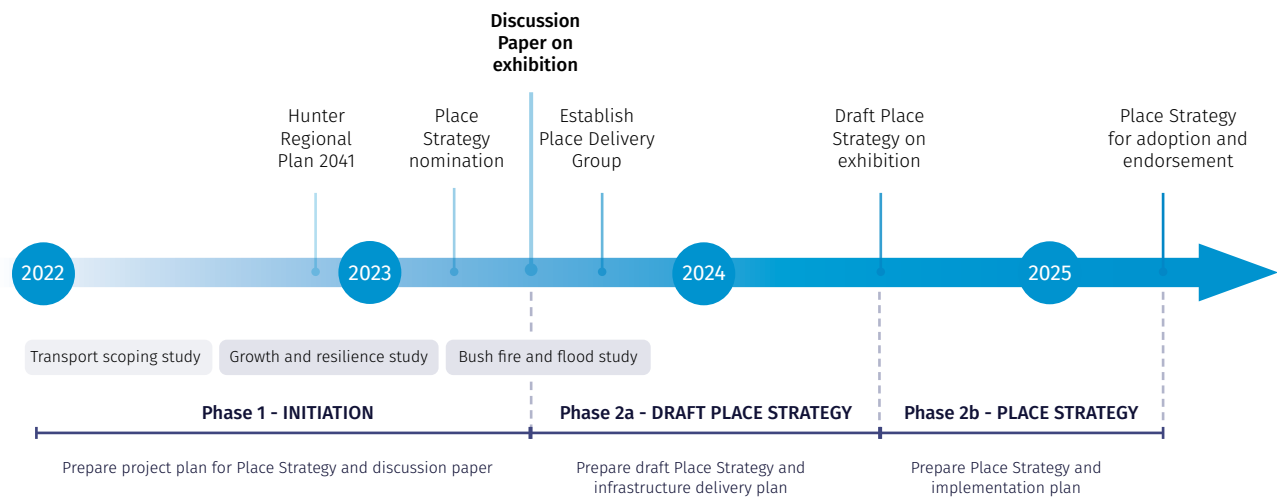 Discussion
Paper on
exhibition
Hunter
Regional
Plan 2041
Place
Strategy
nomination
Establish
Place Delivery
Group
Draft Place
Strategy on
exhibition
Place Strategy
for adoption and
endorsement
2022
2023
2024
2025
Transport scoping study
Growth and resilience study
Bush fire and flood study
Phase 1 - INITIATION
Phase 2a - DRAFT PLACE STRATEGY
Phase 2b - PLACE STRATEGY
Prepare project plan for Place Strategy and discussion paper
Prepare draft Place Strategy and
infrastructure delivery plan
Prepare Place Strategy and
implementation plan